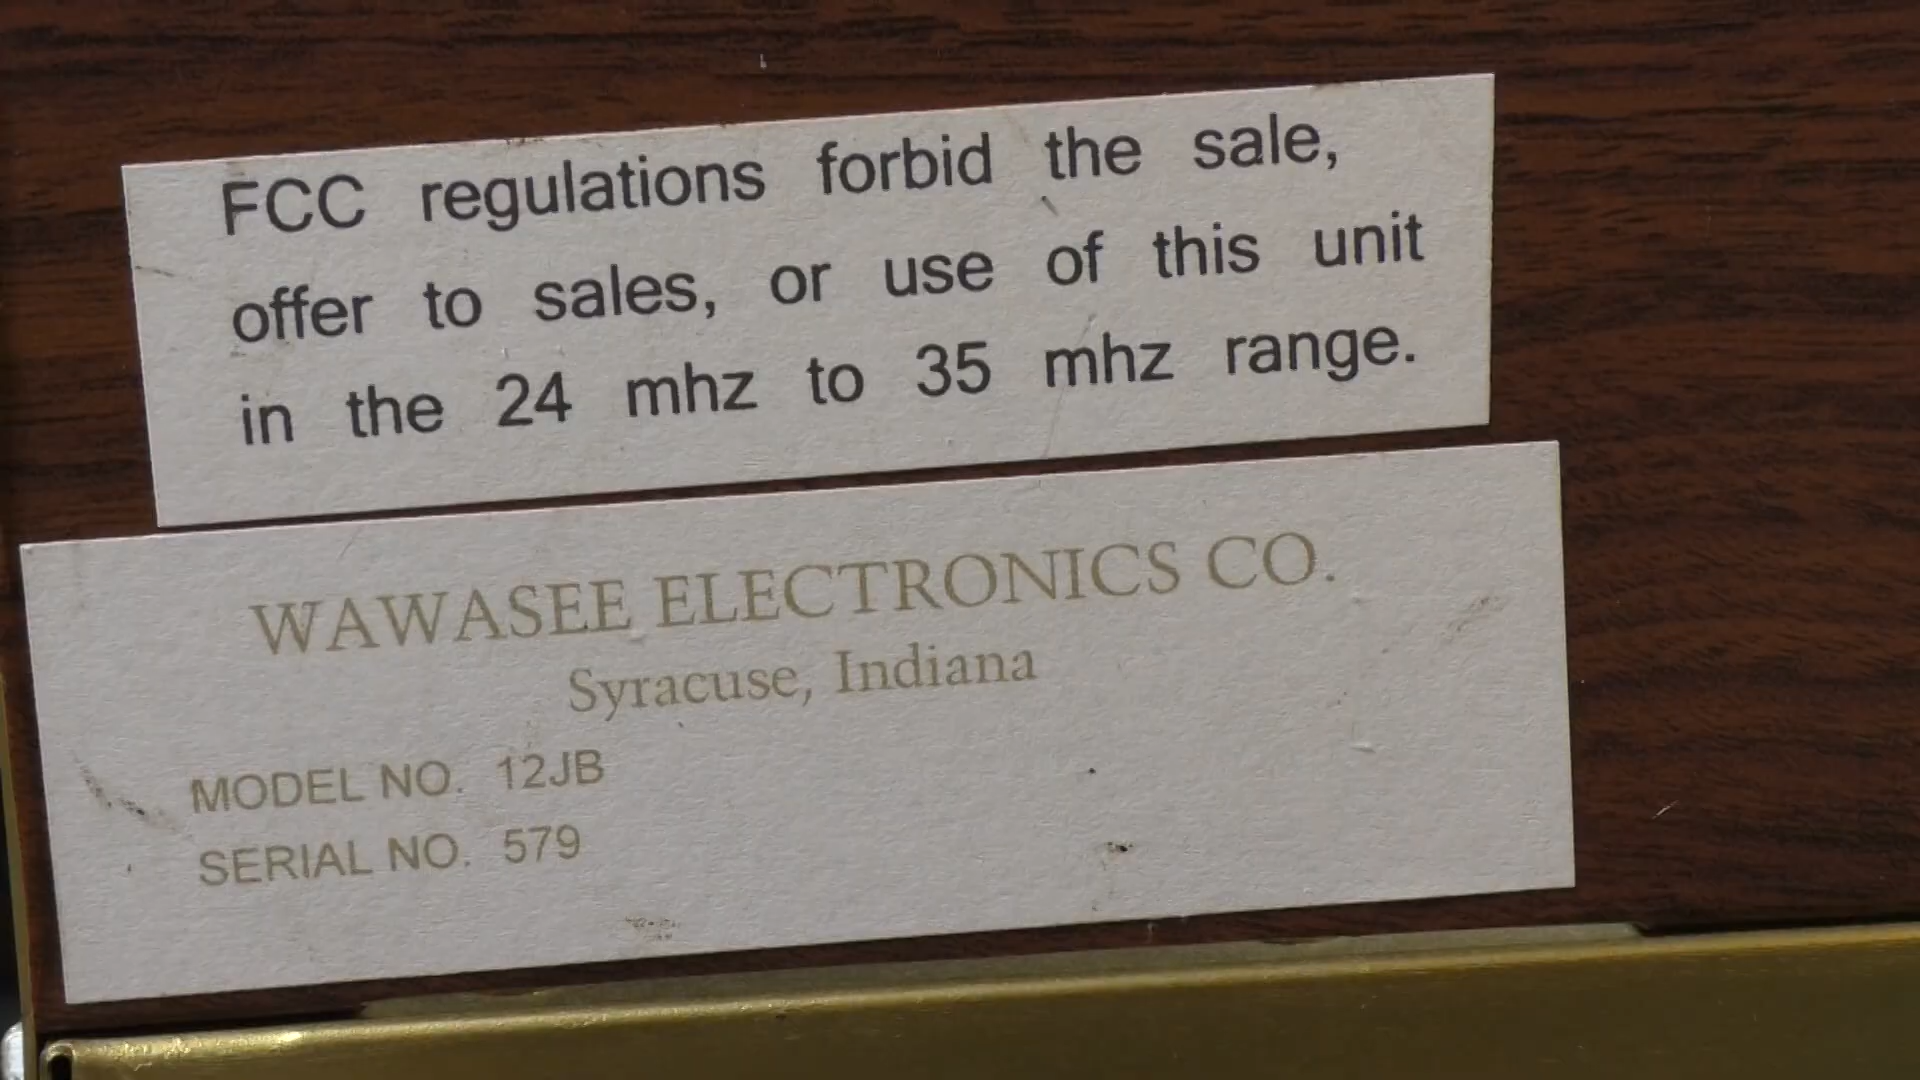 FCC regulations forbid the sale,
offer to sales, or use of this unit
in the 24 mhz to 35 mhz range.
WAWASEE ELECTRONICS CO.
Syracuse, Indiana
MODEL NO. 12JB
SERIAL NO. 579